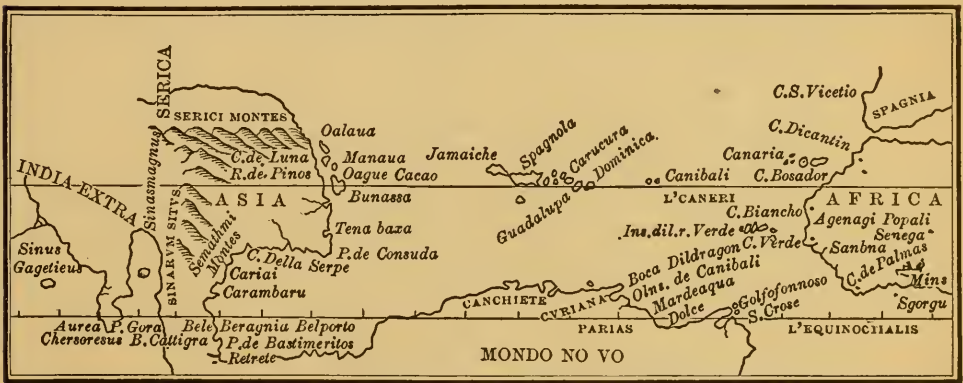 SERICA
SERICI MONTES
Sinasmagnus
INDIA EXTRA
Sinus
Gagetieus
SINARVM SITVS
C. de Luna
R. de Pinos
ASIA
Semathmi
Montes
Oalaua
Manaua
Oague Cacao
Bunassa
Tena baxa
P. de Consuda
C. Della Serpe
Cariai
Carambaru
Aurea P. Gora
Chersoresus B. Cattigra
Bele
Beragnia Belporto
P. de Bastimeritos
Retrete
Jamaiche
Spagnola
Carucura
Dominica.
Guadalupa
Canibali
L'CANERI
C.S. Vicetio
SPAGNIA
C. Dicantin
Canaria
C. Bosador
AFRICA
C. Biancho
Agenagi Popali
Ins. dil. r. Verde
C. Verde
Senega
Sanbna
C. de Palmas
Mins
Sgorgu
CANCHIETE
CVRIANA
Boca Dildragon
Olns. de Canibali
Mardeaqua
Dolce
Golfofonnoso
S. Crose
PARIAS
L'EQUINOCTIALIS
MONDO NO VO